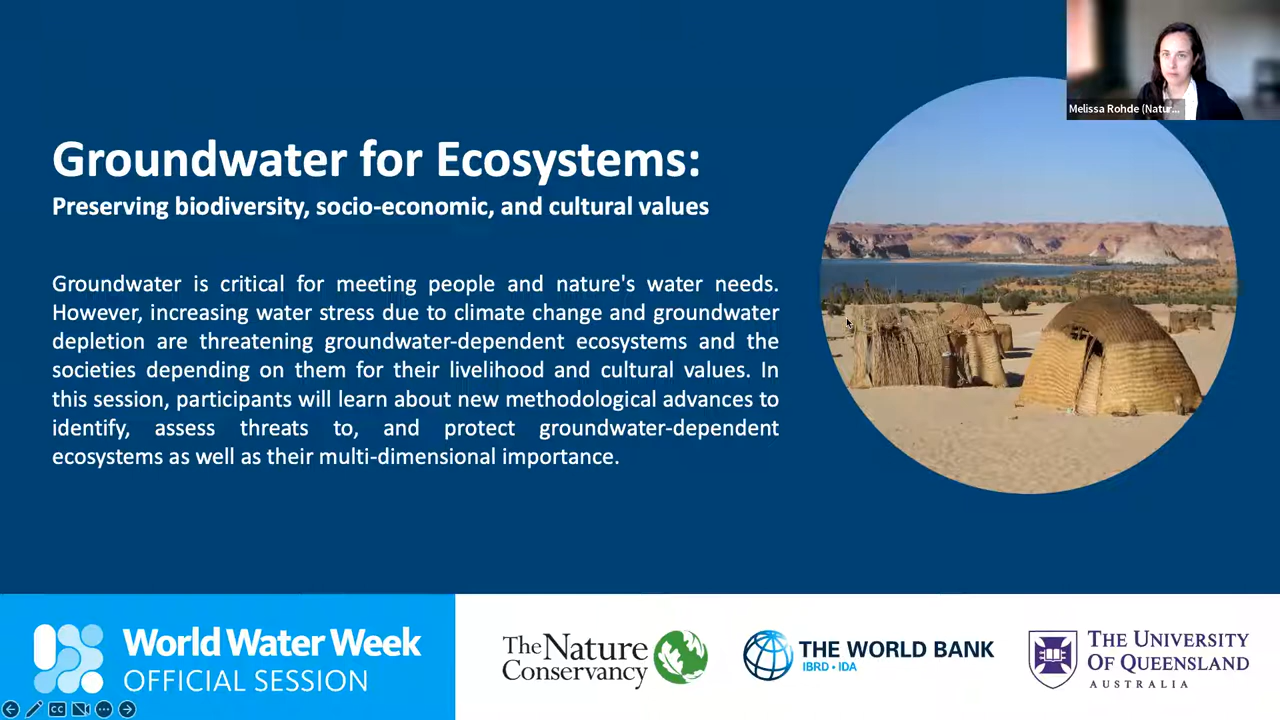 Melissa Rohde (Natur...
Groundwater for Ecosystems:
Preserving biodiversity, socio-economic, and cultural values
Groundwater is critical for meeting people and nature's water needs.
However, increasing water stress due to climate change and groundwater
depletion are threatening groundwater-dependent ecosystems and the
societies depending on them for their livelihood and cultural values. In
this session, participants will learn about new methodological advances to
identify, assess threats to, and protect groundwater-dependent
ecosystems as well as their multi-dimensional importance.
World Water Week
OFFICIAL SESSION
The Nature
Conservancy
THE WORLD BANK
IBRD • IDA
THE UNIVERSITY
OF QUEENSLAND
AUSTRALIA
CC